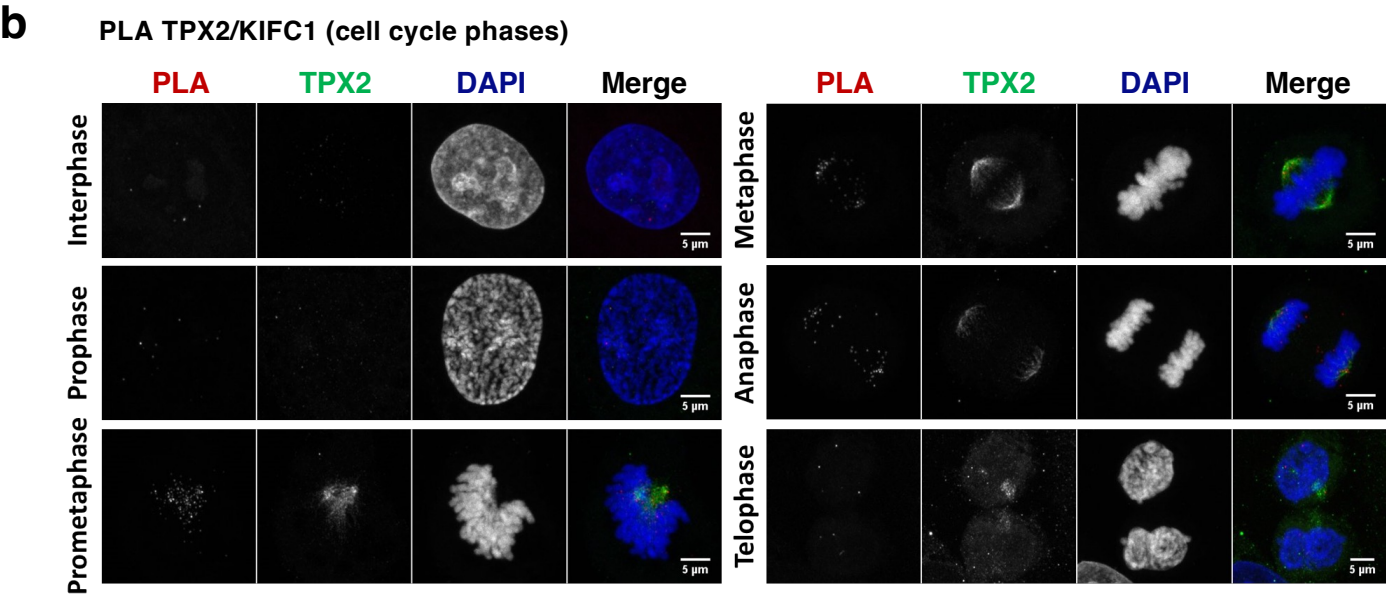 b
PLA TPX2/KIFC1 (cell cycle phases)
PLA TPX2 DAPI Merge PLA TPX2 DAPI Merge
Interphase
5 µm
Metaphase
5 µm
Prophase
5 µm
Anaphase
5 µm
Prometaphase
5 µm
Telophase
5 µm